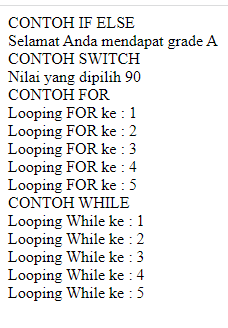 CONTOH IF ELSE
Selamat Anda mendapat grade A
CONTOH SWITCH
Nilai yang dipilih 90
CONTOH FOR
Looping FOR ke : 1
Looping FOR ke : 2
Looping FOR ke : 3
Looping FOR ke : 4
Looping FOR ke : 5
CONTOH WHILE
Looping While ke : 1
Looping While ke : 2
Looping While ke : 3
Looping While ke : 4
Looping While ke : 5